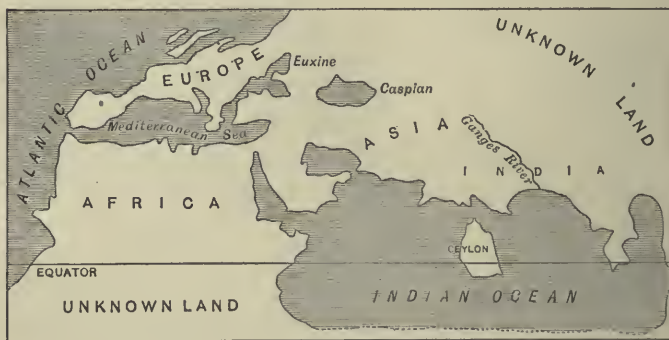 ATLANTIC OCEAN
EUROPE
Euxine
Caspian
UNKNOWN LAND
Mediterranean Sea
ASIA
Ganges River
INDIA
AFRICA
CEYLON
EQUATOR
UNKNOWN LAND
INDIAN OCEAN